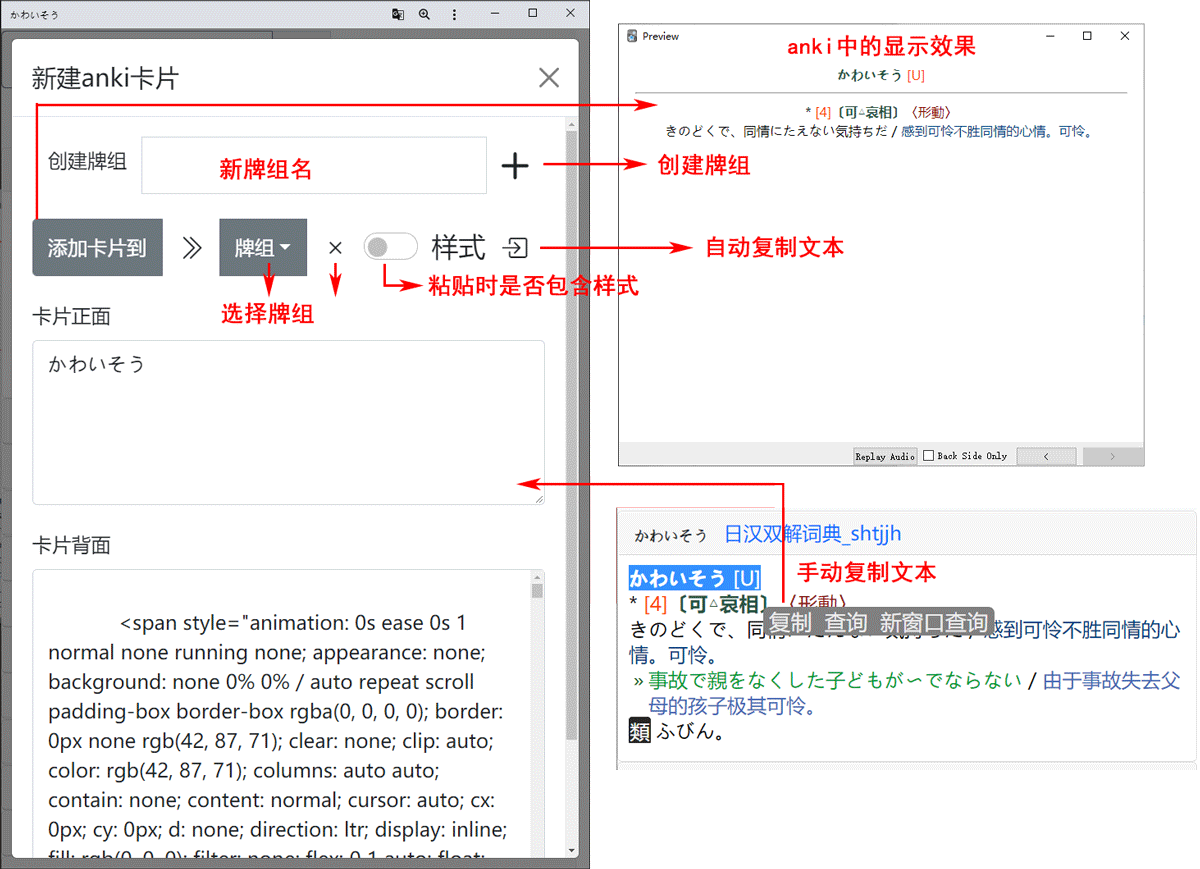 かわいそう
新建anki卡片
创建牌组
新牌组名
创建牌组
添加卡片到
牌组
样式
自动复制文本
选择牌组
粘贴时是否包含样式
卡片正面
かわいそう
卡片背面
<span style="animation: 0s ease 0s 1
normal none running none; appearance: none;
background: none 0% 0% / auto repeat scroll
padding-box border-box rgba(0, 0, 0, 0); border:
0px none rgb(42, 87, 71); clear: none; clip: auto;
color: rgb(42, 87, 71); columns: auto auto;
contain: none; content: normal; cursor: auto; cx:
0px; cy: 0px; d: none; direction: ltr; display: inline;
fill: rgb(0, 0, 0); filter: none; flex: 0 1 auto; float:
Preview
anki中的显示效果
かわいそう [U]
* [4]〔可△哀相〕〈形動〉
きのどくで、同情にたえない気持ちだ / 感到可怜不胜同情的心情。可怜。
Replay Audio
Back Side Only
かわいそう 日汉双解词典_shtjjh
手动复制文本
かわいそう [U]
* [4]〔可△哀相〕〈形動〉
复制 查询 新窗口查询
きのどくで、同情 感到可怜不胜同情的心
情。可怜。
» 事故で親をなくした子どもが～でならない / 由于事故失去父
母的孩子极其可怜。
類 ふびん。